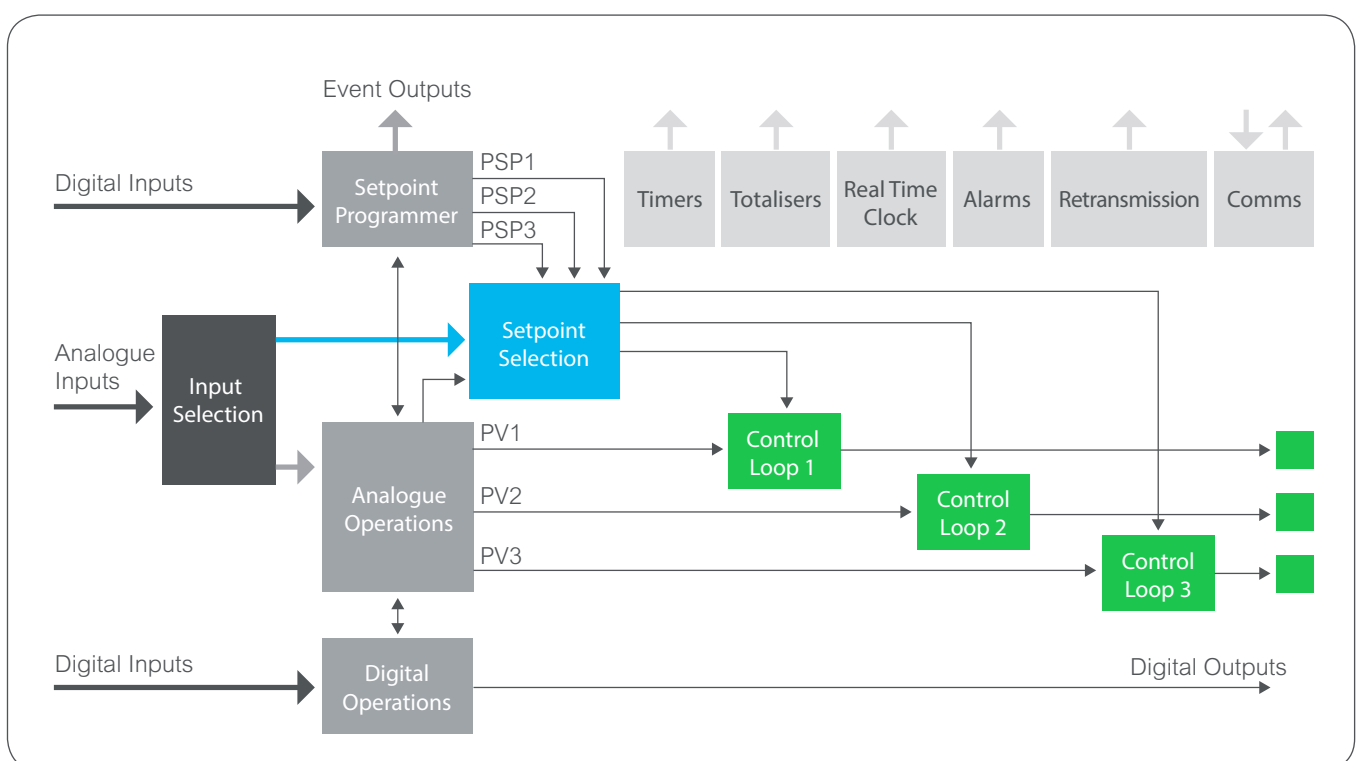 Event Outputs
Digital Inputs
Setpoint
Programmer
PSP1
PSP2
PSP3
Timers
Totalisers
Real Time
Clock
Alarms
Retransmission
Comms
Analogue
Inputs
Input
Selection
Setpoint
Selection
Analogue
Operations
PV1
PV2
PV3
Control
Loop 1
Control
Loop 2
Control
Loop 3
Digital Inputs
Digital
Operations
Digital Outputs